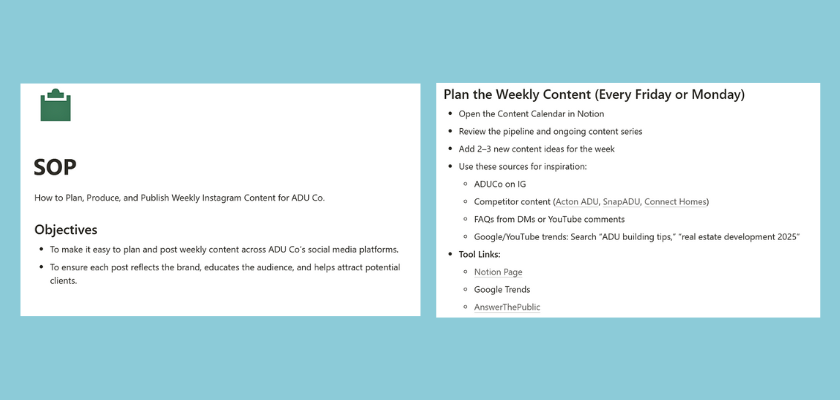 SOP
How to Plan, Produce, and Publish Weekly Instagram Content for ADU Co.
Objectives
• To make it easy to plan and post weekly content across ADU Co's social media platforms.
• To ensure each post reflects the brand, educates the audience, and helps attract potential
clients.
Plan the Weekly Content (Every Friday or Monday)
• Open the Content Calendar in Notion
• Review the pipeline and ongoing content series
• Add 2–3 new content ideas for the week
• Use these sources for inspiration:
◦ ADUCo on IG
◦ Competitor content (Acton ADU, SnapADU, Connect Homes)
◦ FAQs from DMs or YouTube comments
◦ Google/YouTube trends: Search “ADU building tips,” “real estate development 2025”
• Tool Links:
◦ Notion Page
◦ Google Trends
◦ AnswerThePublic